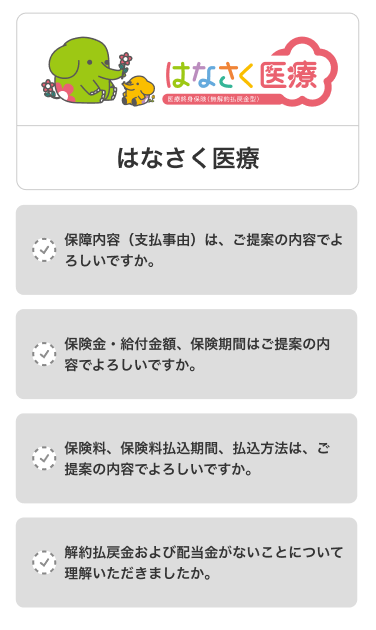 はなさく医療
医療終身保険(無解約払戻金型)
はなさく医療
保障内容（支払事由）は、ご提案の内容でよ
ろしいですか。
保険金・給付金額、保険期間はご提案の内
容でよろしいですか。
保険料、保険料払込期間、払込方法は、ご
提案の内容でよろしいですか。
解約払戻金および配当金がないことについて
理解いただきましたか。